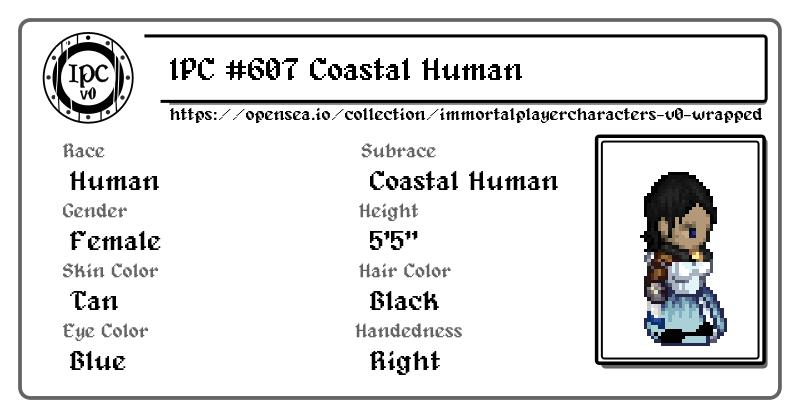 IPC
v0
IPC #607 Coastal Human
https://opensea.io/collection/immortalplayercharacters-v0-wrapped
Race
Subrace
Human
Coastal Human
Gender
Height
Female
5'5"
Skin Color
Hair Color
Tan
Black
Eye Color
Handedness
Blue
Right